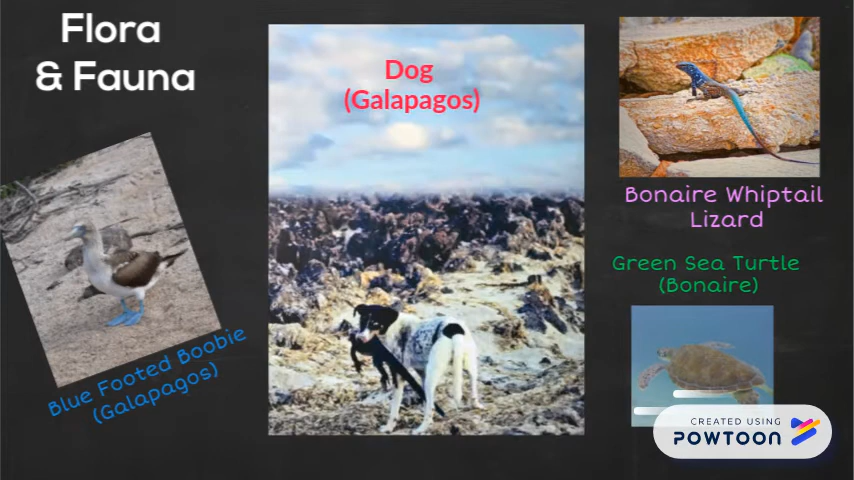 Flora
& Fauna
Dog
(Galapagos)
Bonaire Whiptail
Lizard
Green Sea Turtle
(Bonaire)
Blue Footed Boobie
(Galapagos)
CREATED USING
POWTOON